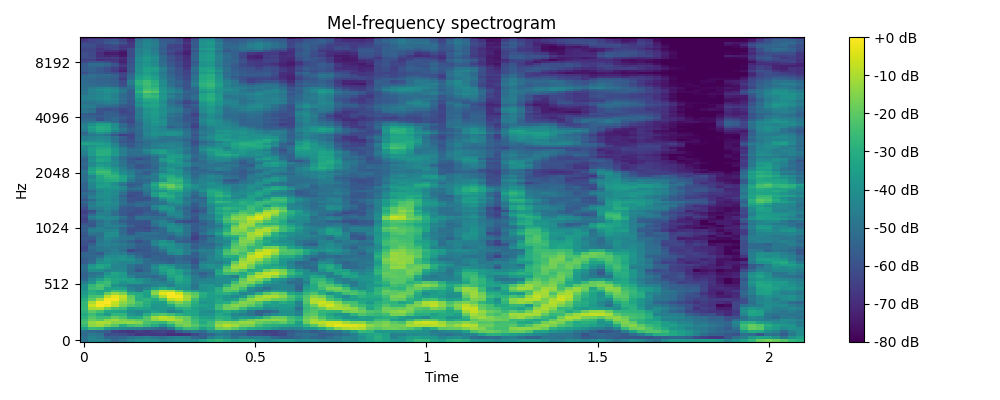 Mel-frequency spectrogram
Hz
8192
4096
2048
1024
512
0
0
0.5
1
1.5
2
Time
+0 dB
-10 dB
-20 dB
-30 dB
-40 dB
-50 dB
-60 dB
-70 dB
-80 dB